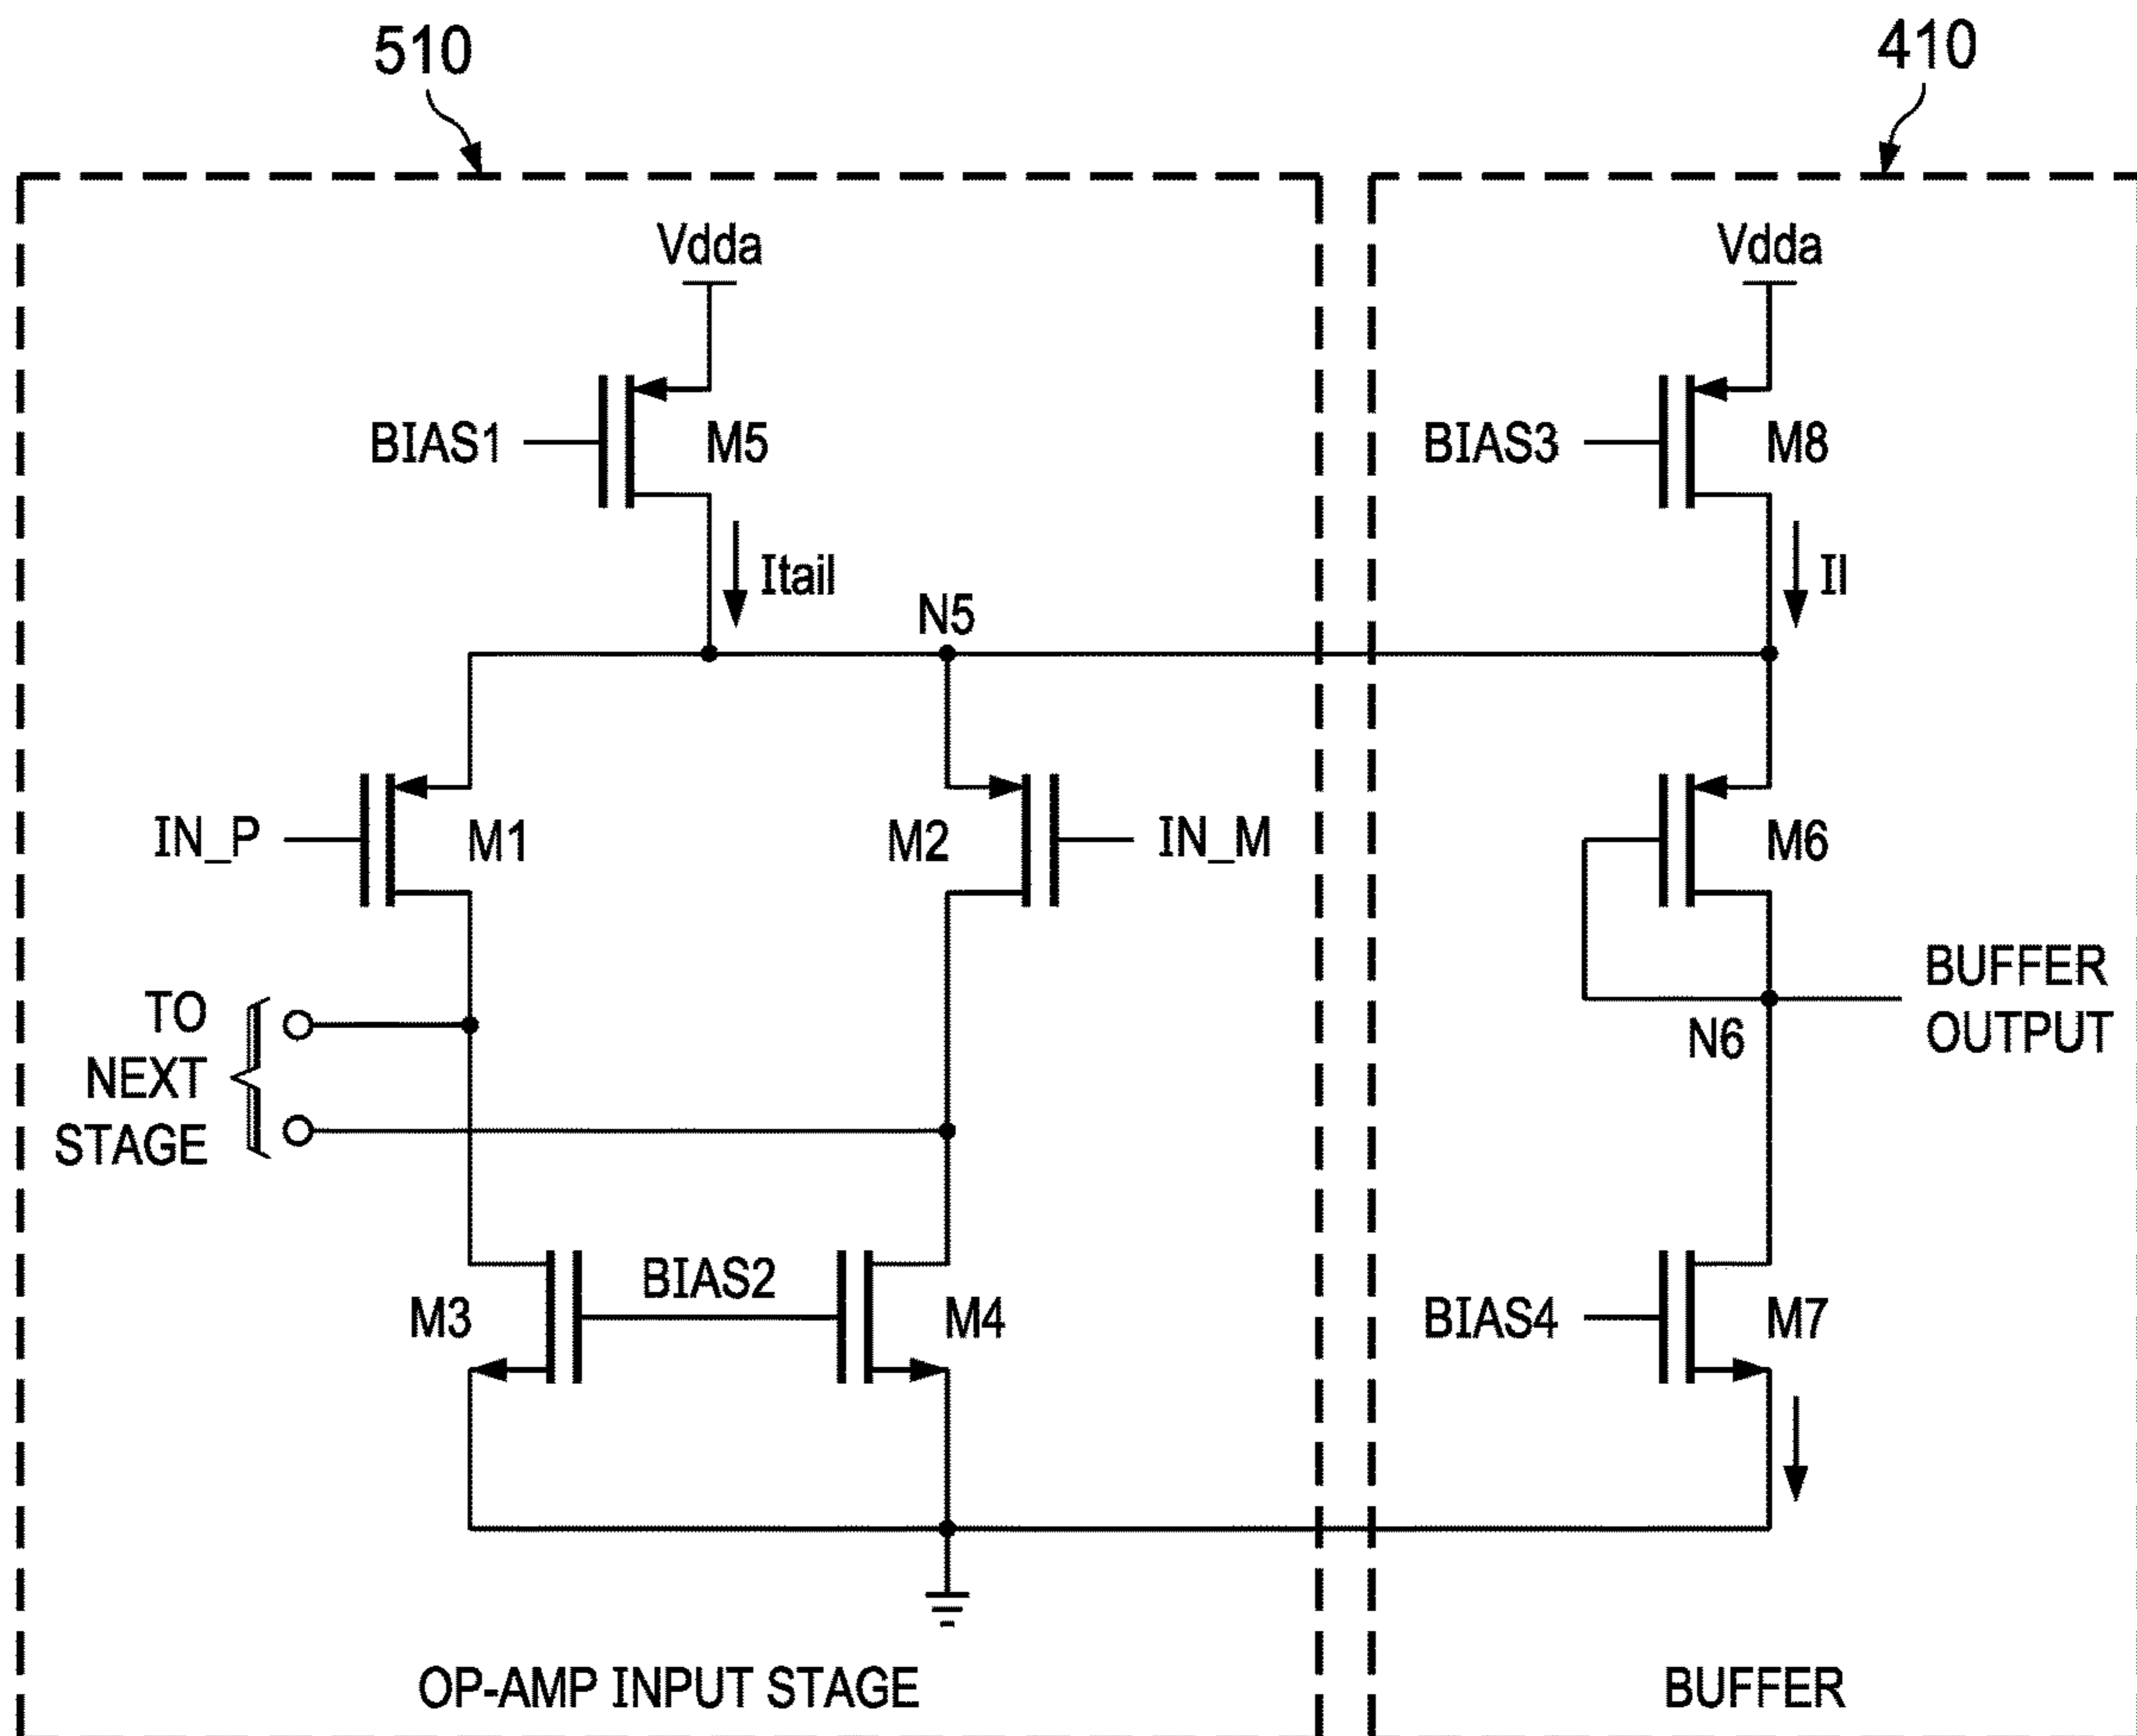 510
410
Vdda
Vdda
BIAS1
M5
BIAS3
M8
Itail
II
N5
IN_P
M1
M2
IN_M
M6
TO
NEXT
STAGE
BUFFER
OUTPUT
N6
M3
BIAS2
M4
BIAS4
M7
OP-AMP INPUT STAGE
BUFFER